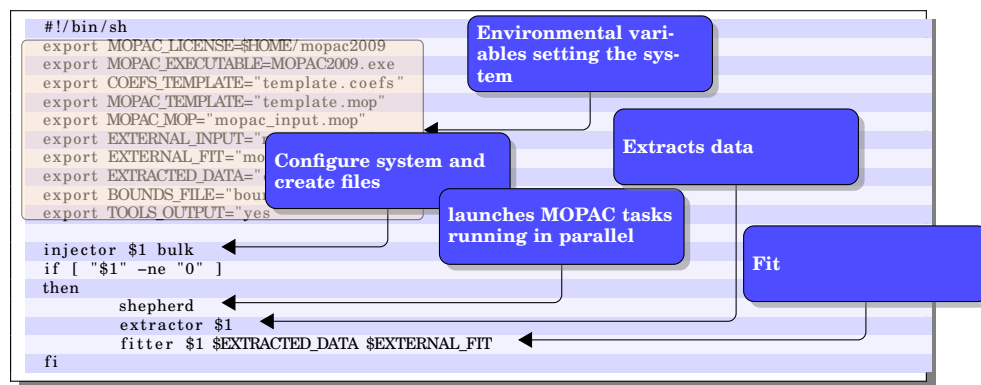 #!/bin/sh
export MOPAC_LICENSE=$HOME/mopac2009
export MOPAC_EXECUTABLE=MOPAC2009.exe
export COEFS_TEMPLATE="template.coefs"
export MOPAC_TEMPLATE="template.mop"
export MOPAC_MOP="mopac_input.mop"
export EXTERNAL_INPUT="
export EXTERNAL_FIT="mo
export EXTRACTED_DATA="
export BOUNDS_FILE="bou
export TOOLS_OUTPUT="yes
injector $1 bulk
if [ "$1" −ne "0" ]
then
shepherd
extractor $1
fitter $1 $EXTRACTED_DATA $EXTERNAL_FIT
fi
Environmental vari-
ables setting the sys-
tem
Configure system and
create files
launches MOPAC tasks
running in parallel
Extracts data
Fit